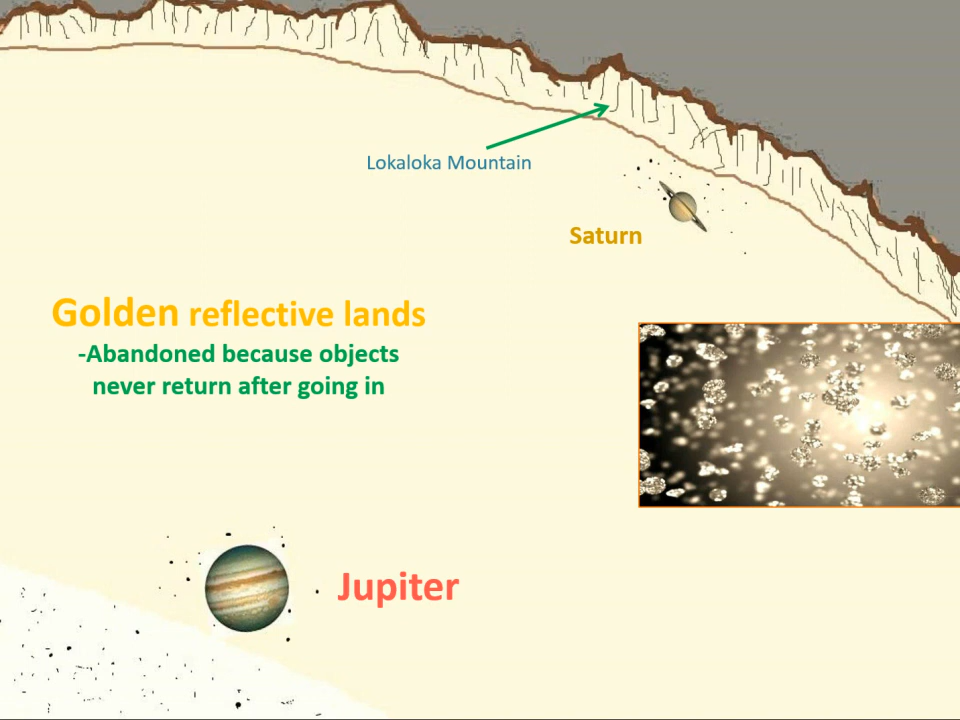 Lokaloka Mountain
Saturn
Golden reflective lands
-Abandoned because objects
never return after going in
Jupiter